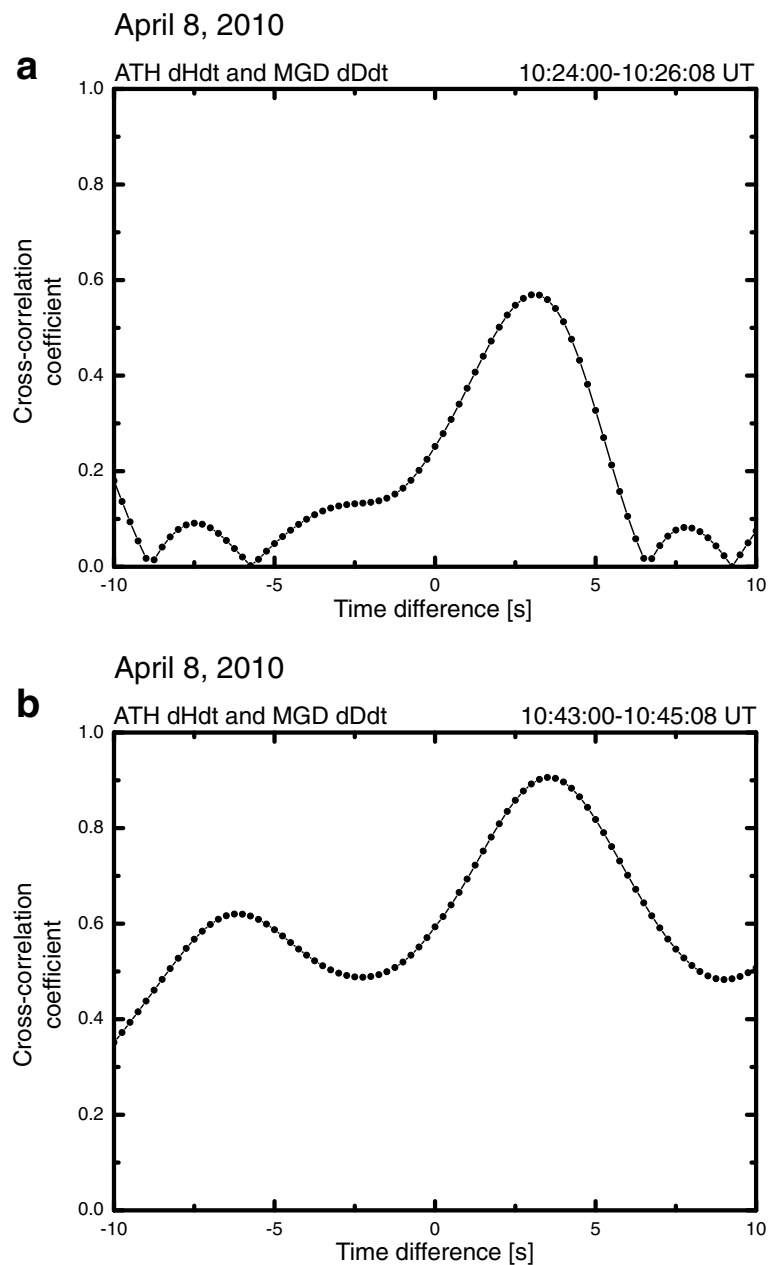 April 8, 2010
a
ATH dHdt and MGD dDdt 10:24:00-10:26:08 UT
1.0
0.8
0.6
0.4
0.2
0.0
Cross-correlation
coefficient
-10 -5 0 5 10
Time difference [s]
April 8, 2010
b
ATH dHdt and MGD dDdt 10:43:00-10:45:08 UT
1.0
0.8
0.6
0.4
0.2
0.0
Cross-correlation
coefficient
-10 -5 0 5 10
Time difference [s]